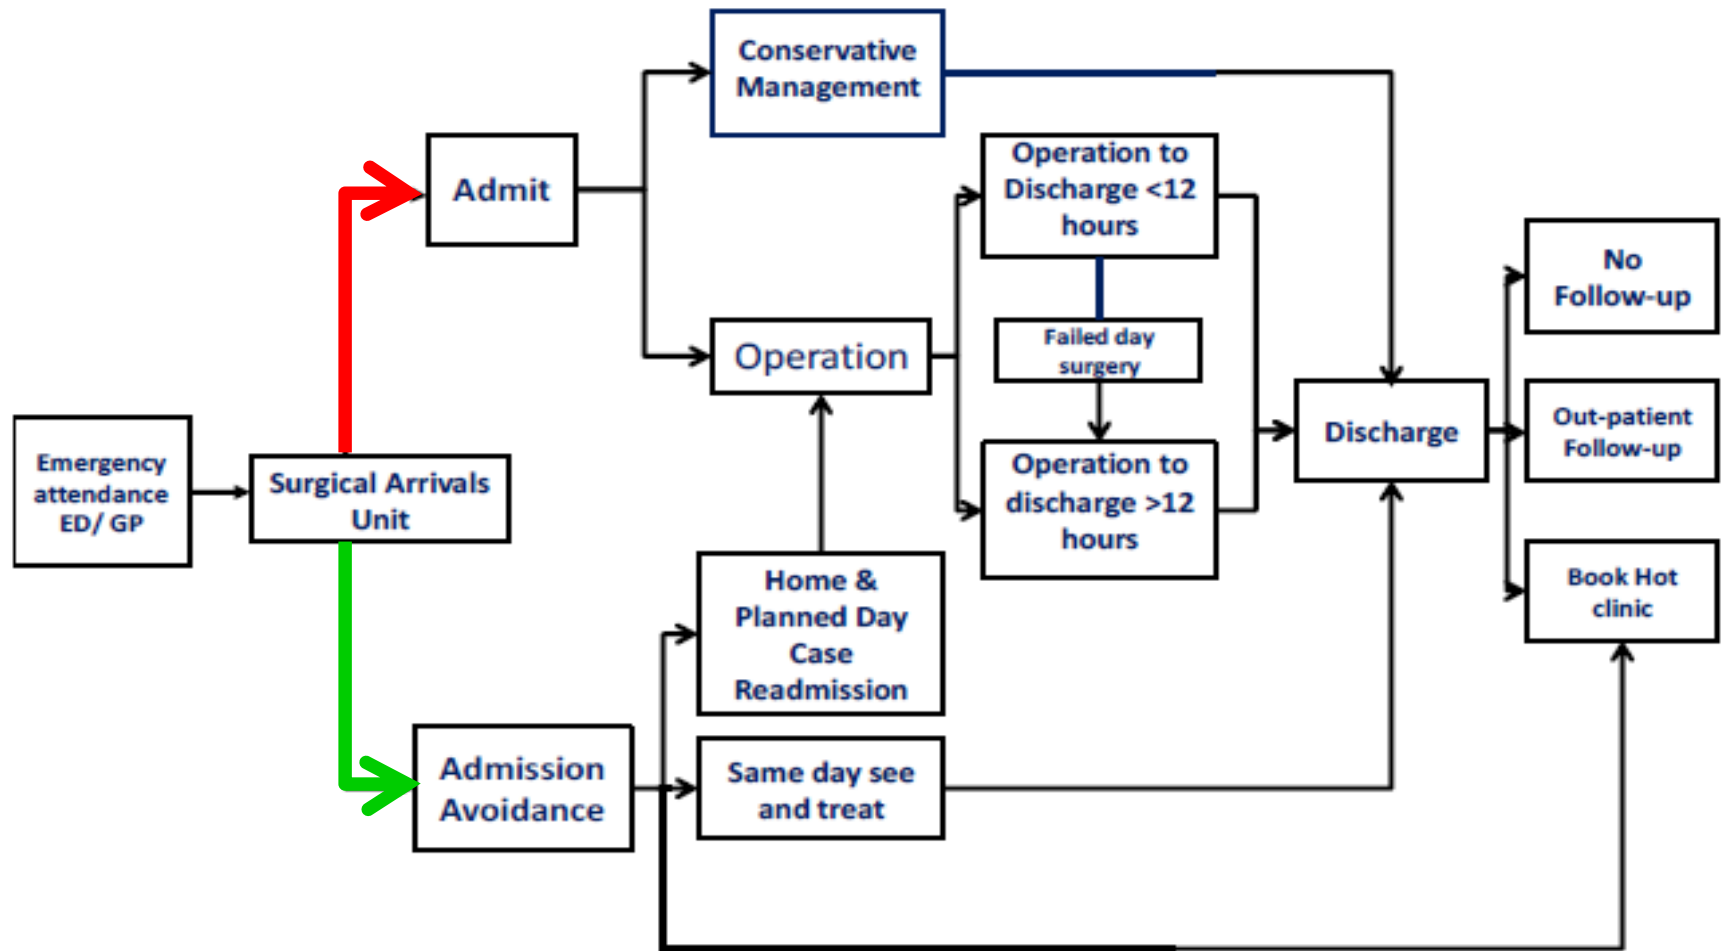 Conservative
Management
Admit
Operation to
Discharge <12
hours
No
Follow-up
Operation
Failed day
surgery
Emergency
attendance
ED/ GP
Surgical Arrivals
Unit
Operation to
discharge >12
hours
Discharge
Out-patient
Follow-up
Home &
Planned Day
Case
Readmission
Book Hot
clinic
Admission
Avoidance
Same day see
and treat